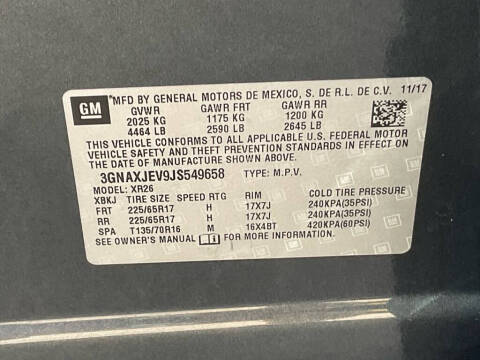 GM
*MFD BY GENERAL MOTORS DE MEXICO, S. DE R.L. DE C.V. 11/17
GVWR GAWR FRT GAWR RR
2025 KG 1175 KG 1200 KG
4464 LB 2590 LB 2645 LB
THIS VEHICLE CONFORMS TO ALL APPLICABLE U.S. FEDERAL MOTOR
VEHICLE SAFETY AND THEFT PREVENTION STANDARDS IN EFFECT ON
THE DATE OF MANUFACTURE SHOWN ABOVE.
3GNAXJEV9JS549658 TYPE: M.P.V.
MODEL: XR26
XBKJ TIRE SIZE SPEED RTG RIM COLD TIRE PRESSURE
FRT 225/65R17 H 17X7J 240KPA(35PSI)
RR 225/65R17 H 17X7J 240KPA(35PSI)
SPA T135/70R16 M 16X4BT 420KPA(60PSI)
SEE OWNER'S MANUAL FOR MORE INFORMATION.